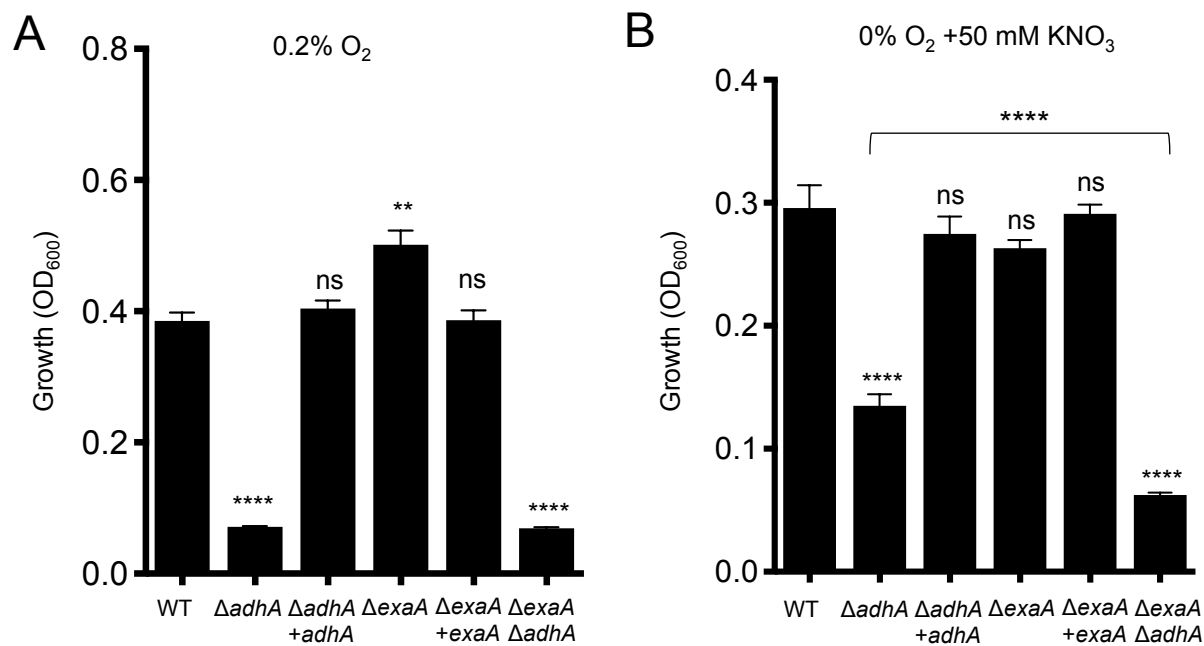 A
0.2% O₂
Growth (OD₆₀₀)
0.8
0.6
0.4
0.2
0.0
****
ns
**
ns
****
WT
ΔadhA
ΔadhA +adhA
ΔexaA
ΔexaA +exaA
ΔexaA ΔadhA
B
0% O₂ +50 mM KNO₃
Growth (OD₆₀₀)
0.4
0.3
0.2
0.1
0.0
****
****
ns
ns
ns
****
WT
ΔadhA
ΔadhA +adhA
ΔexaA
ΔexaA +exaA
ΔexaA ΔadhA